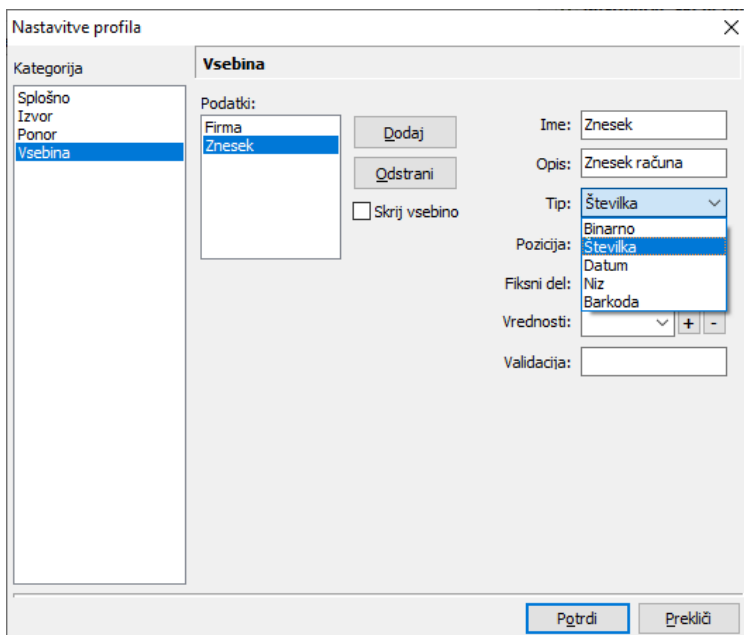 Nastavitve profila
Kategorija
Splošno
Izvor
Ponor
Vsebina
Vsebina
Podatki:
Firma
Znesek
Dodaj
Odstrani
Skrij vsebino
Ime: Znesek
Opis: Znesek računa
Tip: Številka
Binarno
Številka
Datum
Niz
Barkoda
Pozicija:
Fiksni del:
Vrednosti: + -
Validacija:
Potrdi Prekliči